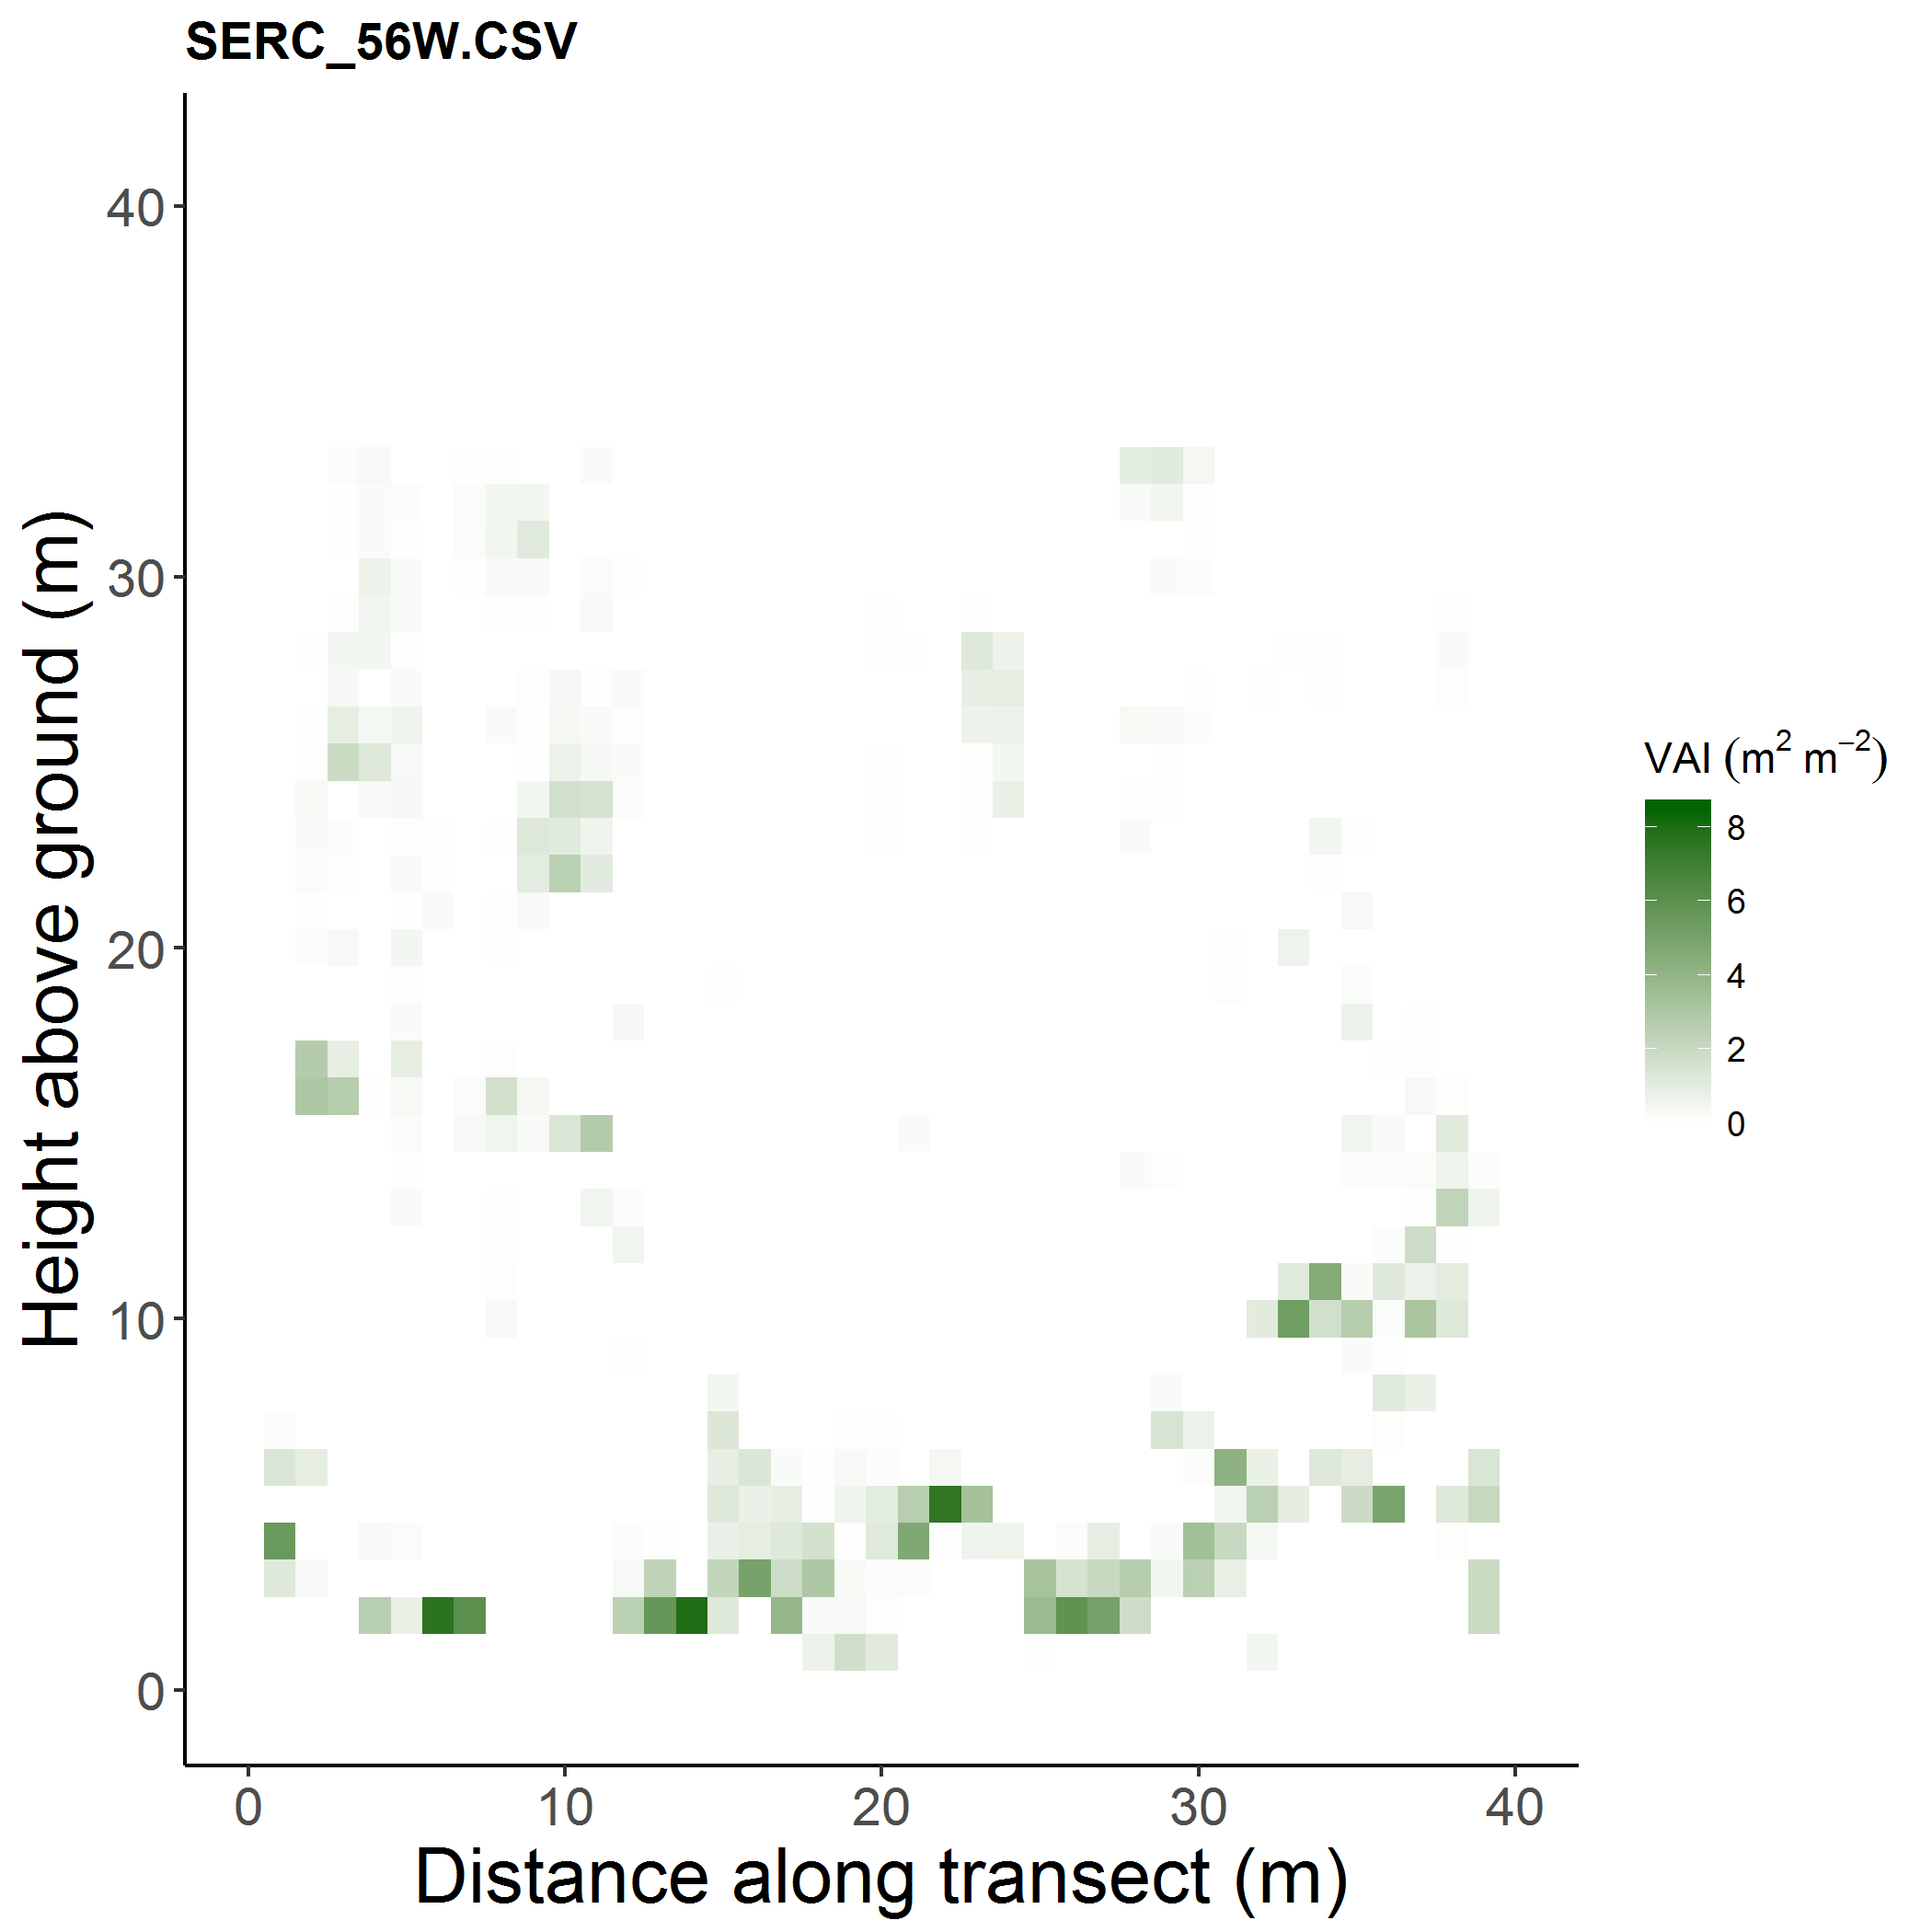 SERC_56W.CSV
Height above ground (m)
40
30
20
10
0
0 10 20 30 40
Distance along transect (m)
VAI (m² m⁻²)
8
6
4
2
0